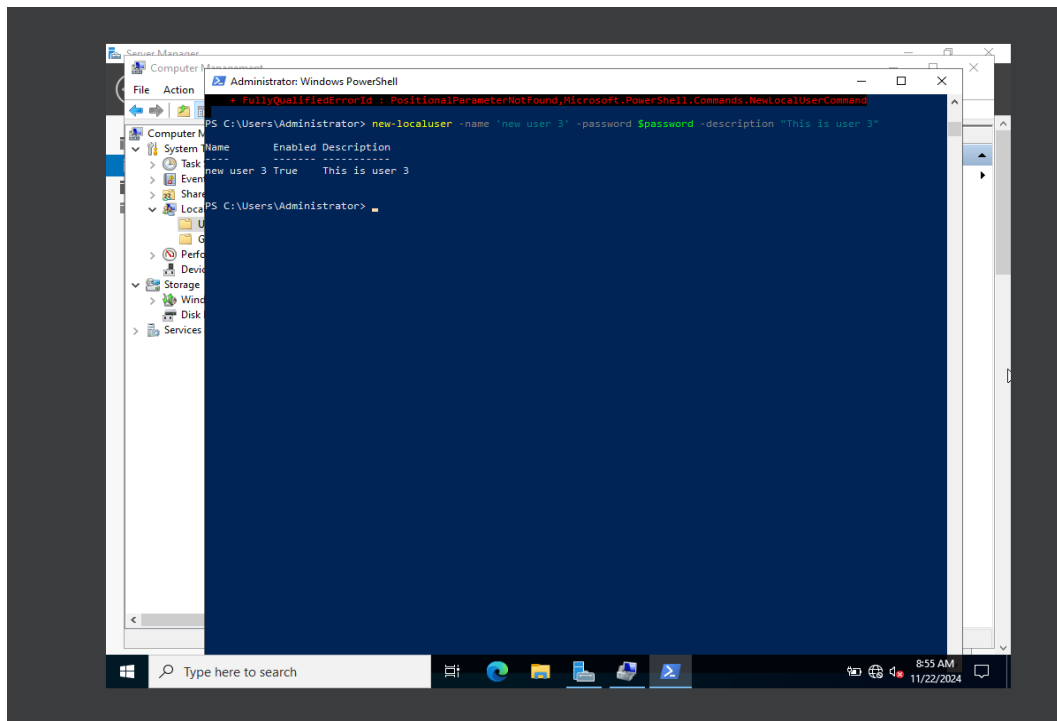 Server Manager
Computer Management
Administrator: Windows PowerShell
File Action
+ FullyQualifiedErrorId : PositionalParameterNotFound,Microsoft.PowerShell.Commands.NewLocalUserCommand
PS C:\Users\Administrator> new-localuser -name 'new user 3' -password $password -description "This is user 3"
Computer M
System T
Name Enabled Description
---- ------- -----------
Task
new user 3 True This is user 3
Even
Share
Loca
PS C:\Users\Administrator>
U
G
Perfo
Devic
Storage
Wind
Disk
Services
Type here to search
8:55 AM
11/22/2024